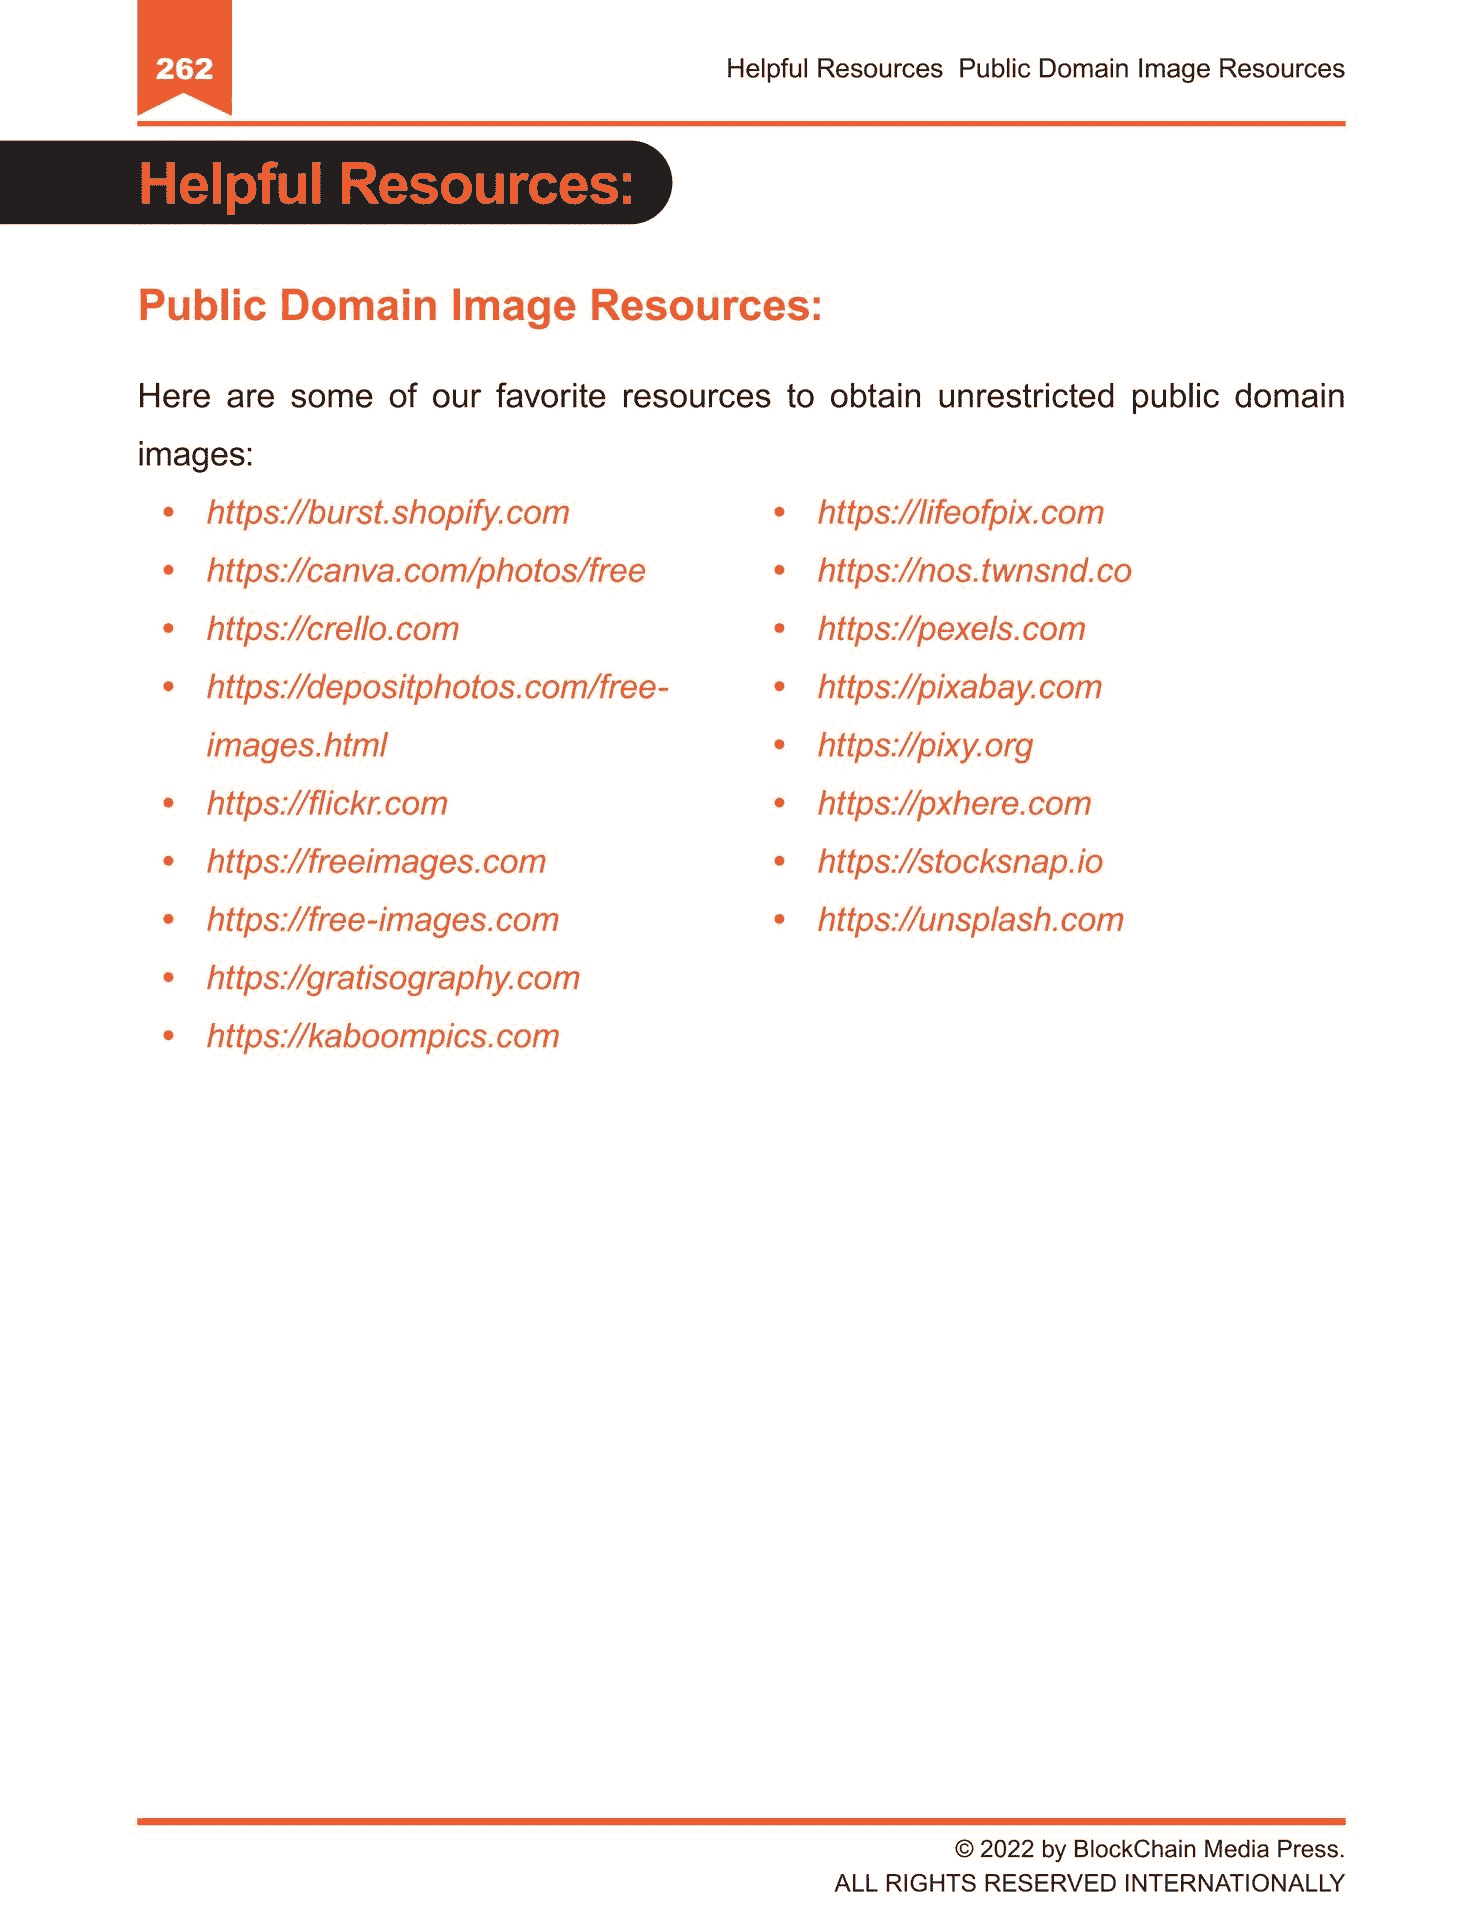 262
Helpful Resources  Public Domain Image Resources
Helpful Resources:
Public Domain Image Resources:
Here are some of our favorite resources to obtain unrestricted public domain
images:
• https://burst.shopify.com
• https://canva.com/photos/free
• https://crello.com
• https://depositphotos.com/free-
images.html
• https://flickr.com
• https://freeimages.com
• https://free-images.com
• https://gratisography.com
• https://kaboompics.com
• https://lifeofpix.com
• https://nos.twnsnd.co
• https://pexels.com
• https://pixabay.com
• https://pixy.org
• https://pxhere.com
• https://stocksnap.io
• https://unsplash.com
© 2022 by BlockChain Media Press.
ALL RIGHTS RESERVED INTERNATIONALLY